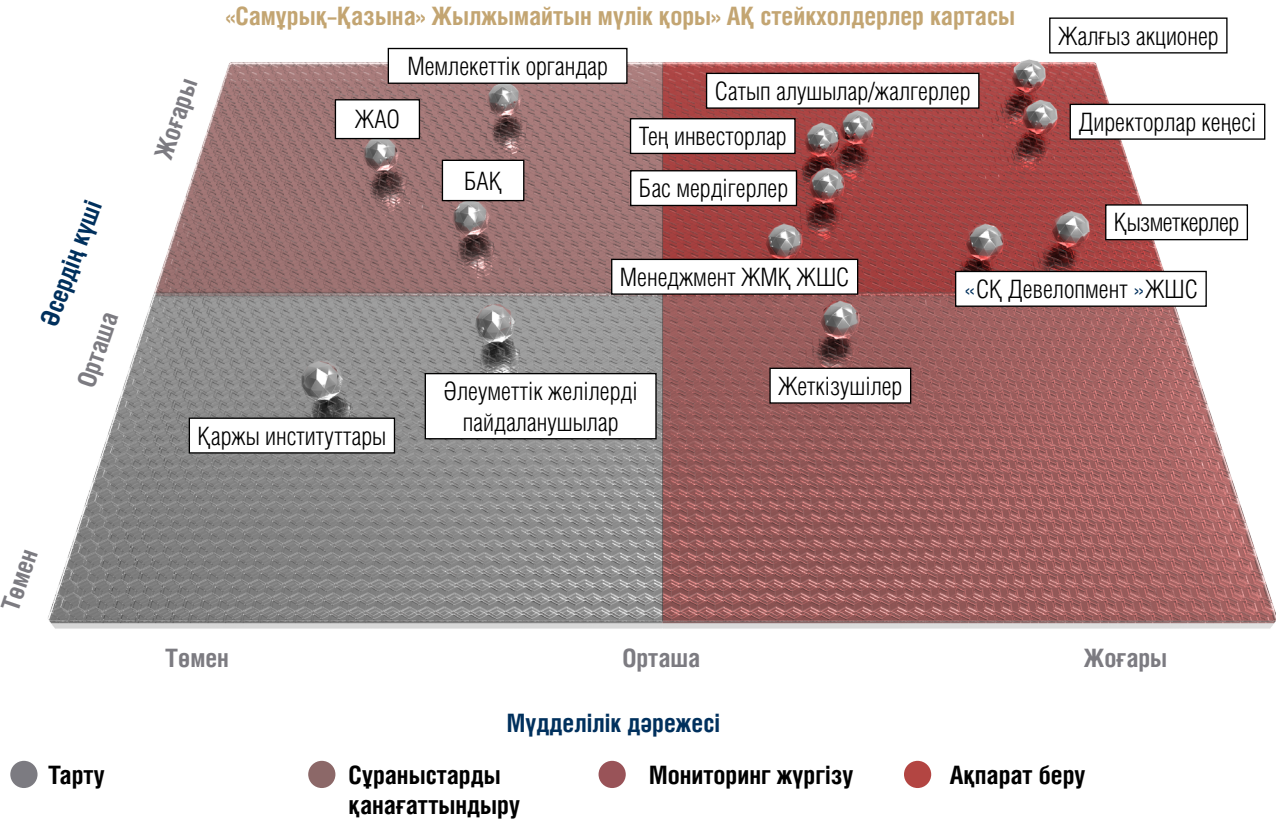 «Самұрық-Қазына» Жылжымайтын мүлік қоры» АҚ стейкхолдерлер картасы
Жалғыз акционер
Мемлекеттік органдар
Сатып алушылар/жалгерлер
ЖАО
Директорлар кеңесі
Тең инвесторлар
БАҚ
Бас мердігерлер
Қызметкерлер
Менеджмент ЖМҚ ЖШС
«СҚ Девелопмент »ЖШС
Жеткізушілер
Әлеуметтік желілерді
пайдаланушылар
Қаржы институттары
Жоғары
Әсердің күші
Орташа
Төмен
Төмен
Орташа
Жоғары
Мүдделілік дәрежесі
Тарту
Сұраныстарды
қанағаттындыру
Мониторинг жүргізу
Ақпарат беру